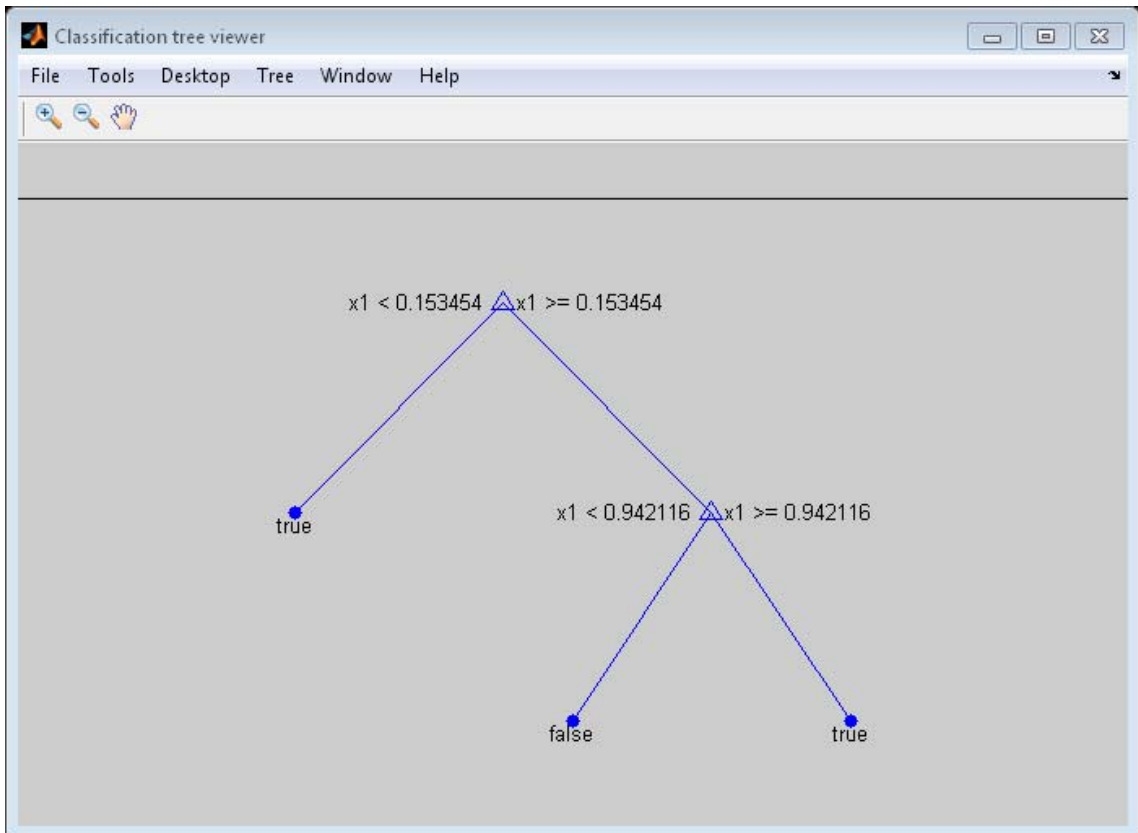 Classification tree viewer
File Tools Desktop Tree Window Help
x1 < 0.153454 x1 >= 0.153454
true
x1 < 0.942116 x1 >= 0.942116
false
true